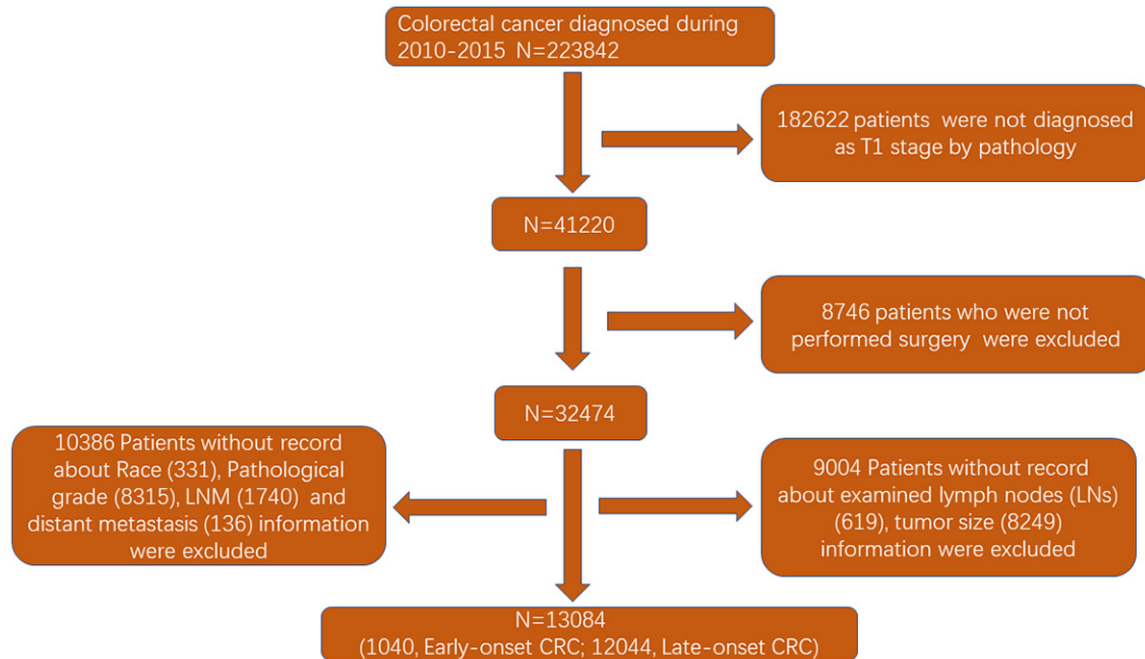 Colorectal cancer diagnosed during
2010-2015 N=223842
182622 patients were not diagnosed
as T1 stage by pathology
N=41220
8746 patients who were not
performed surgery were excluded
N=32474
10386 Patients without record
about Race (331), Pathological
grade (8315), LNM (1740) and
distant metastasis (136) information
were excluded
9004 Patients without record
about examined lymph nodes (LNs)
(619), tumor size (8249)
information were excluded
N=13084
(1040, Early-onset CRC; 12044, Late-onset CRC)